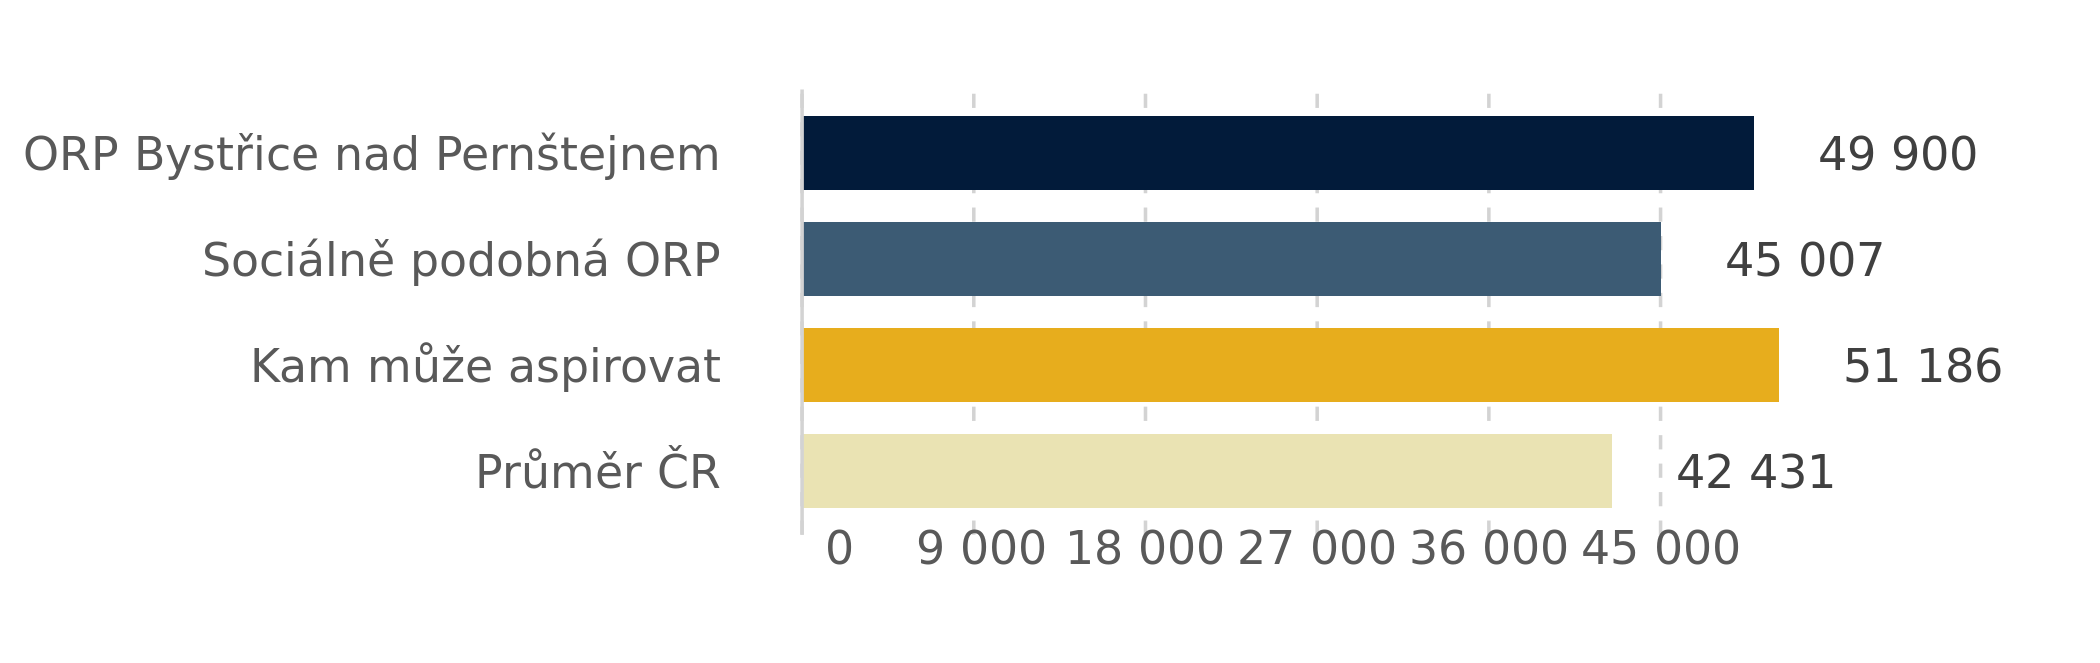 ORP Bystřice nad Pernštejnem 49 900
Sociálně podobná ORP 45 007
Kam může aspirovat 51 186
Průměr ČR 42 431
0 9 000 18 000 27 000 36 000 45 000